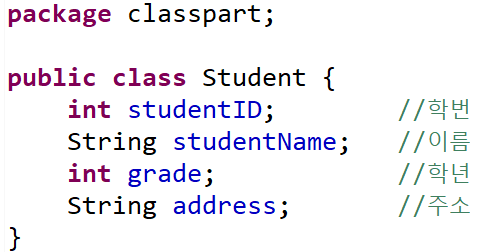 package classpart;
public class Student {
int studentID; //학번
String studentName; //이름
int grade; //학년
String address; //주소
}